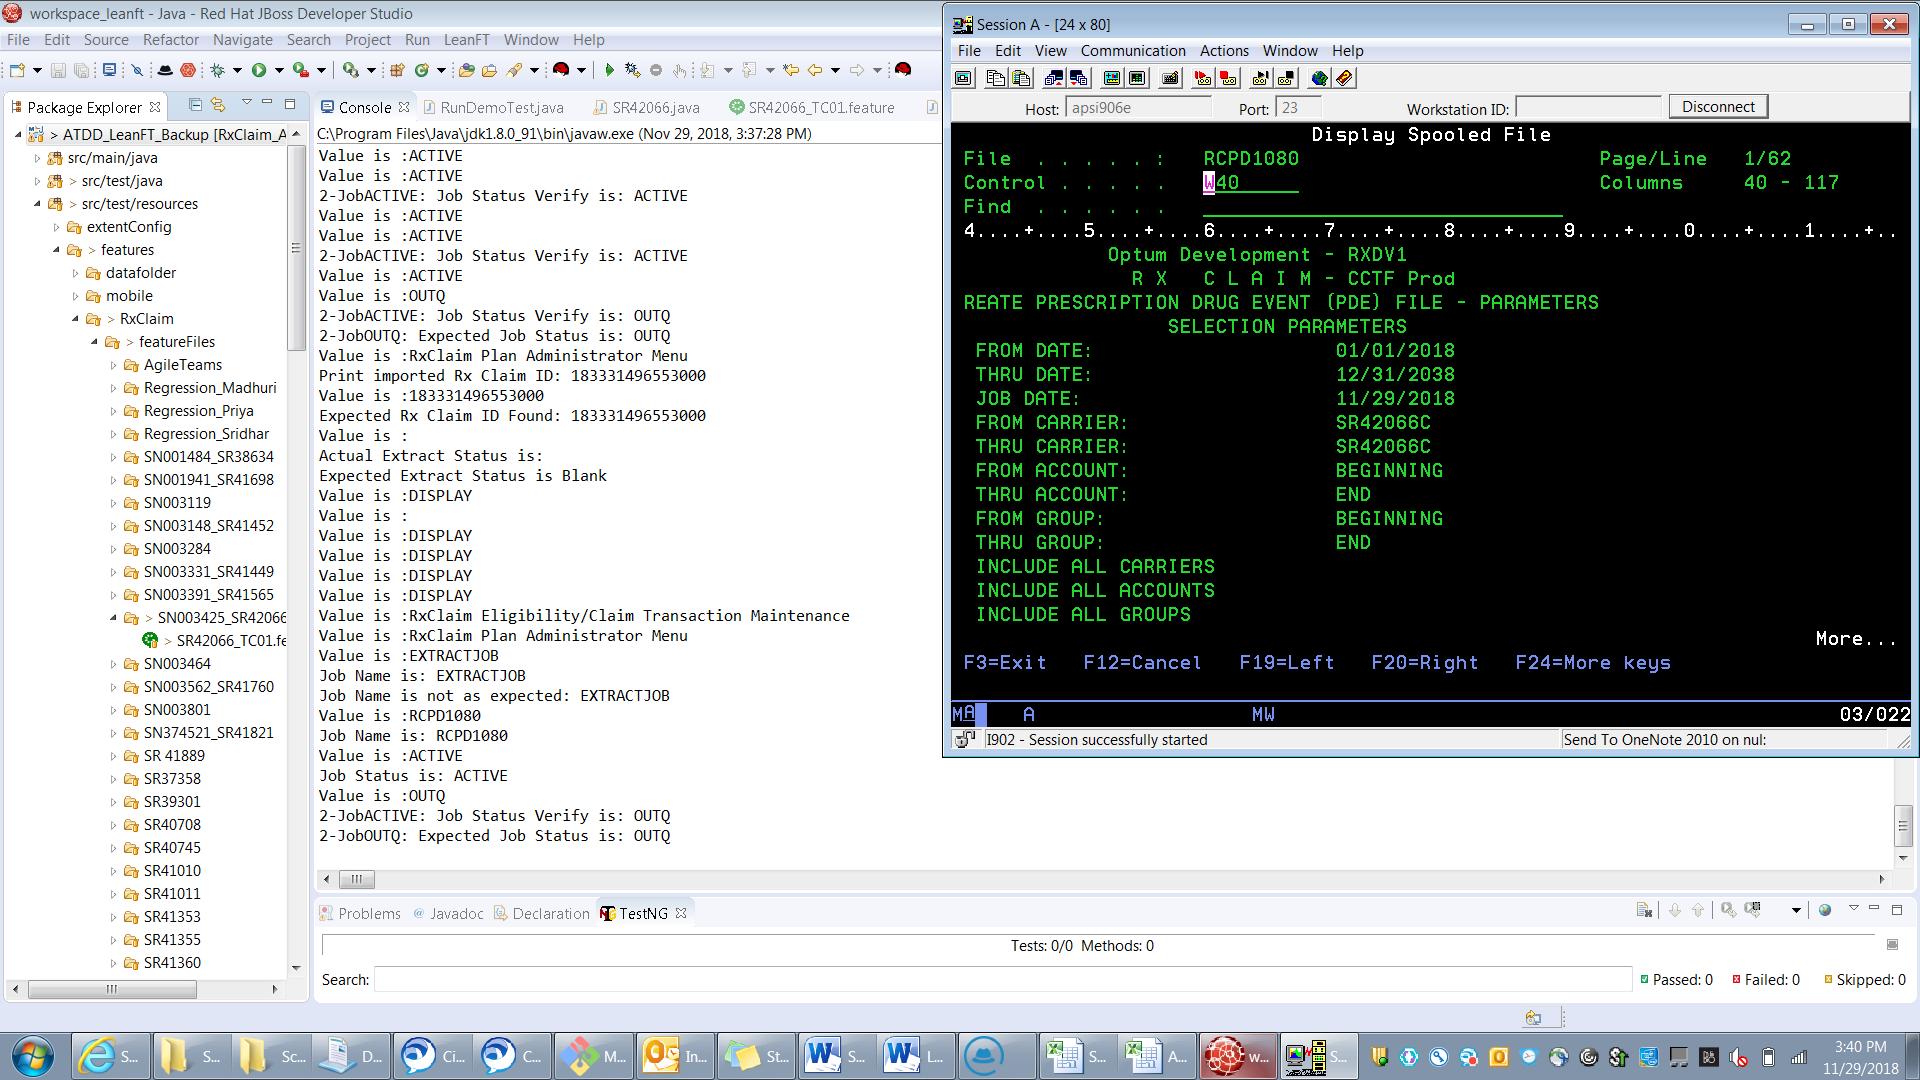 workspace_leanft - Java - Red Hat JBoss Developer Studio
File Edit Source Refactor Navigate Search Project Run LeanFT Window Help
Package Explorer
ATDD_LeanFT_Backup [RxClaim_A
src/main/java
> src/test/java
> src/test/resources
extentConfig
> features
datafolder
mobile
> RxClaim
> featureFiles
AgileTeams
Regression_Madhuri
Regression_Priya
Regression_Sridhar
SN001484_SR38634
SN001941_SR41698
SN003119
SN003148_SR41452
SN003284
SN003331_SR41449
SN003391_SR41565
> SN003425_SR42066
> SR42066_TC01.fe
SN003464
SN003562_SR41760
SN003801
SN374521_SR41821
SR 41889
SR37358
SR39301
SR40708
SR40745
SR41010
SR41011
SR41353
SR41355
SR41360
Console RunDemoTest.java SR42066.java SR42066_TC01.feature
C:\Program Files\Java\jdk1.8.0_91\bin\javaw.exe (Nov 29, 2018, 3:37:28 PM)
Value is :ACTIVE
Value is :ACTIVE
2-JobACTIVE: Job Status Verify is: ACTIVE
Value is :ACTIVE
Value is :ACTIVE
2-JobACTIVE: Job Status Verify is: ACTIVE
Value is :ACTIVE
Value is :OUTQ
2-JobACTIVE: Job Status Verify is: OUTQ
2-JobOUTQ: Expected Job Status is: OUTQ
Value is :RxClaim Plan Administrator Menu
Print imported Rx Claim ID: 183331496553000
Value is :183331496553000
Expected Rx Claim ID Found: 183331496553000
Value is :
Actual Extract Status is:
Expected Extract Status is Blank
Value is :DISPLAY
Value is :
Value is :DISPLAY
Value is :DISPLAY
Value is :DISPLAY
Value is :DISPLAY
Value is :RxClaim Eligibility/Claim Transaction Maintenance
Value is :RxClaim Plan Administrator Menu
Value is :EXTRACTJOB
Job Name is: EXTRACTJOB
Job Name is not as expected: EXTRACTJOB
Value is :RCPD1080
Job Name is: RCPD1080
Value is :ACTIVE
Job Status is: ACTIVE
Value is :OUTQ
2-JobACTIVE: Job Status Verify is: OUTQ
2-JobOUTQ: Expected Job Status is: OUTQ
Problems @ Javadoc Declaration TestNG
Tests: 0/0 Methods: 0
Search:
Passed: 0 Failed: 0 Skipped: 0
Session A - [24 x 80]
File Edit View Communication Actions Window Help
Host: apsi906e Port: 23 Workstation ID: Disconnect
Display Spooled File
File . . . . . : RCPD1080 Page/Line 1/62
Control . . . . . W40 Columns 40 - 117
Find . . . . . .
4....+....5....+....6....+....7....+....8....+....9....+....0....+....1....+..
Optum Development - RXDV1
R X C L A I M - CCTF Prod
REATE PRESCRIPTION DRUG EVENT (PDE) FILE - PARAMETERS
SELECTION PARAMETERS
FROM DATE: 01/01/2018
THRU DATE: 12/31/2038
JOB DATE: 11/29/2018
FROM CARRIER: SR42066C
THRU CARRIER: SR42066C
FROM ACCOUNT: BEGINNING
THRU ACCOUNT: END
FROM GROUP: BEGINNING
THRU GROUP: END
INCLUDE ALL CARRIERS
INCLUDE ALL ACCOUNTS
INCLUDE ALL GROUPS
More...
F3=Exit F12=Cancel F19=Left F20=Right F24=More keys
MA A MW 03/022
I902 - Session successfully started Send To OneNote 2010 on nul:
S... S... Sc... D... Ci... C... M... In... St... S... L... S... A... w... S...
3:40 PM
11/29/2018